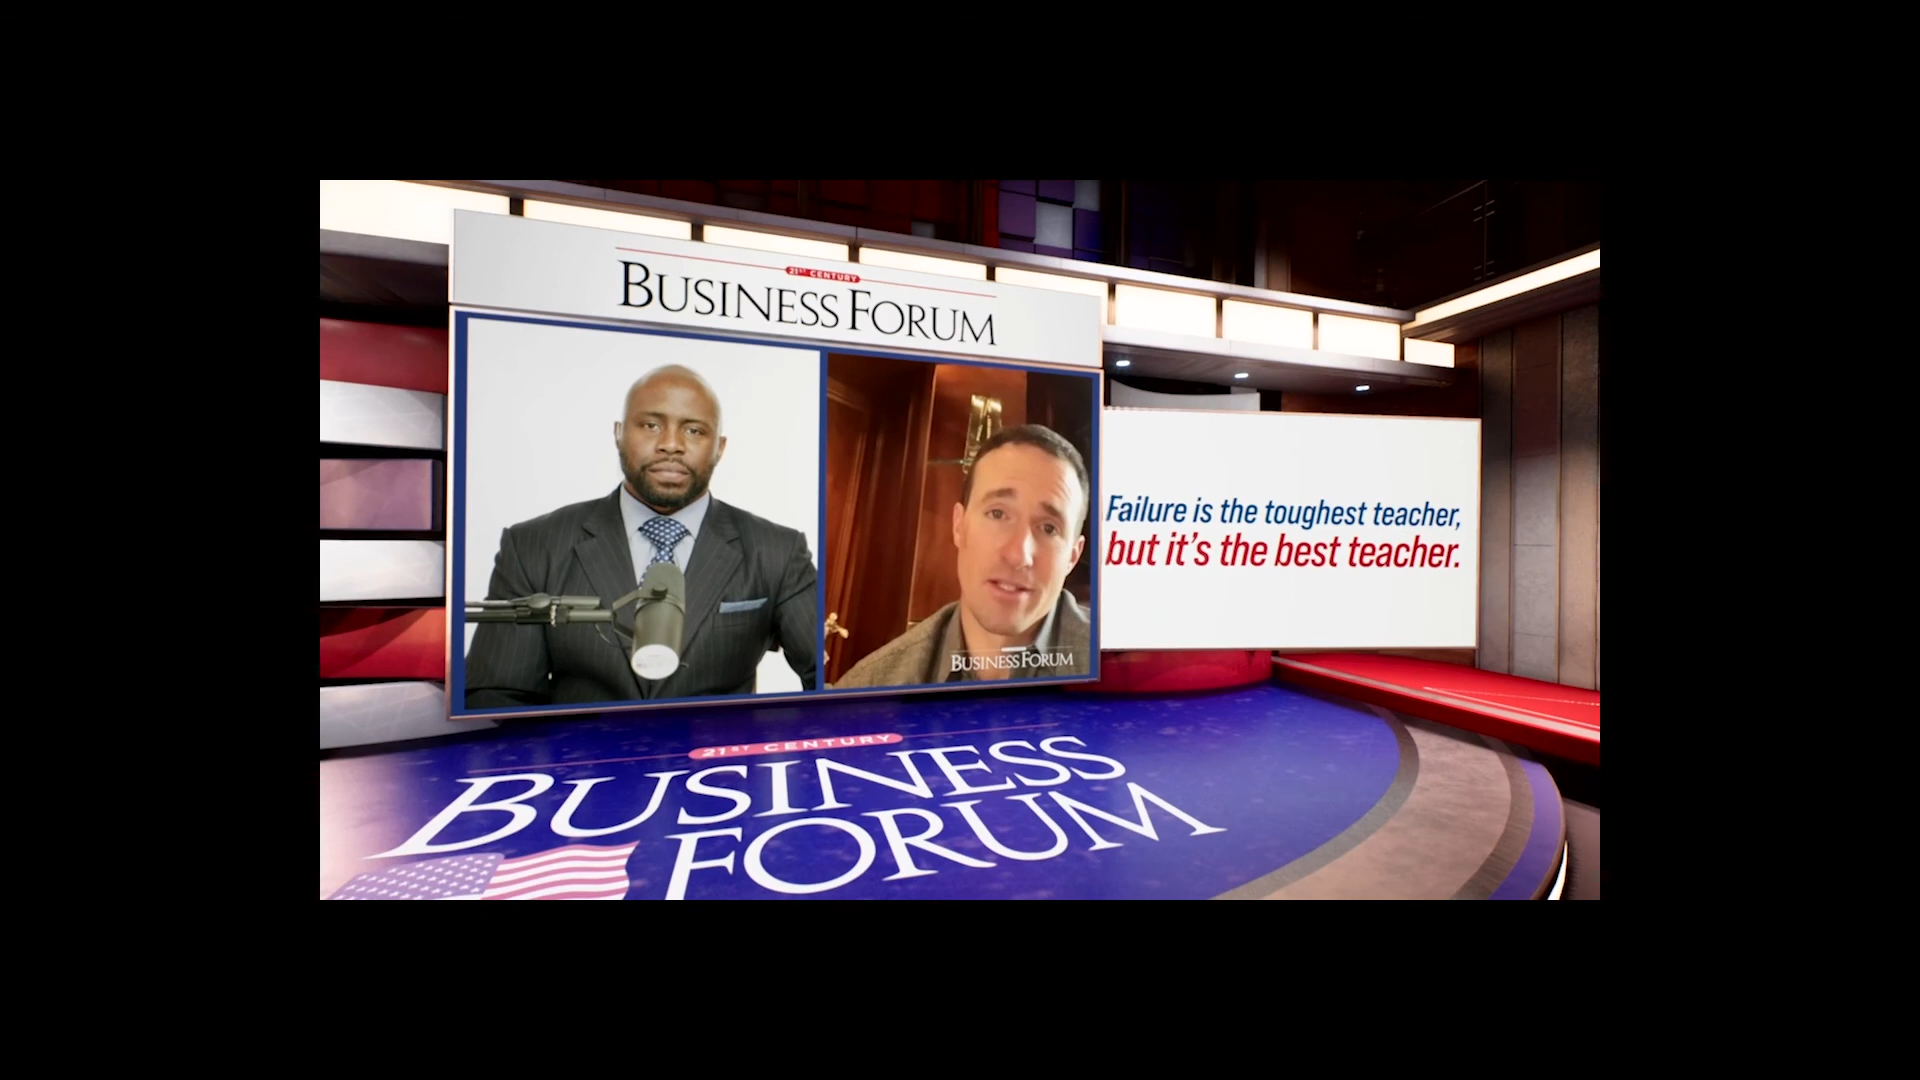 21ST CENTURY
BUSINESS FORUM
Failure is the toughest teacher,
but it's the best teacher.
BUSINESS FORUM
21ST CENTURY
BUSINESS
FORUM